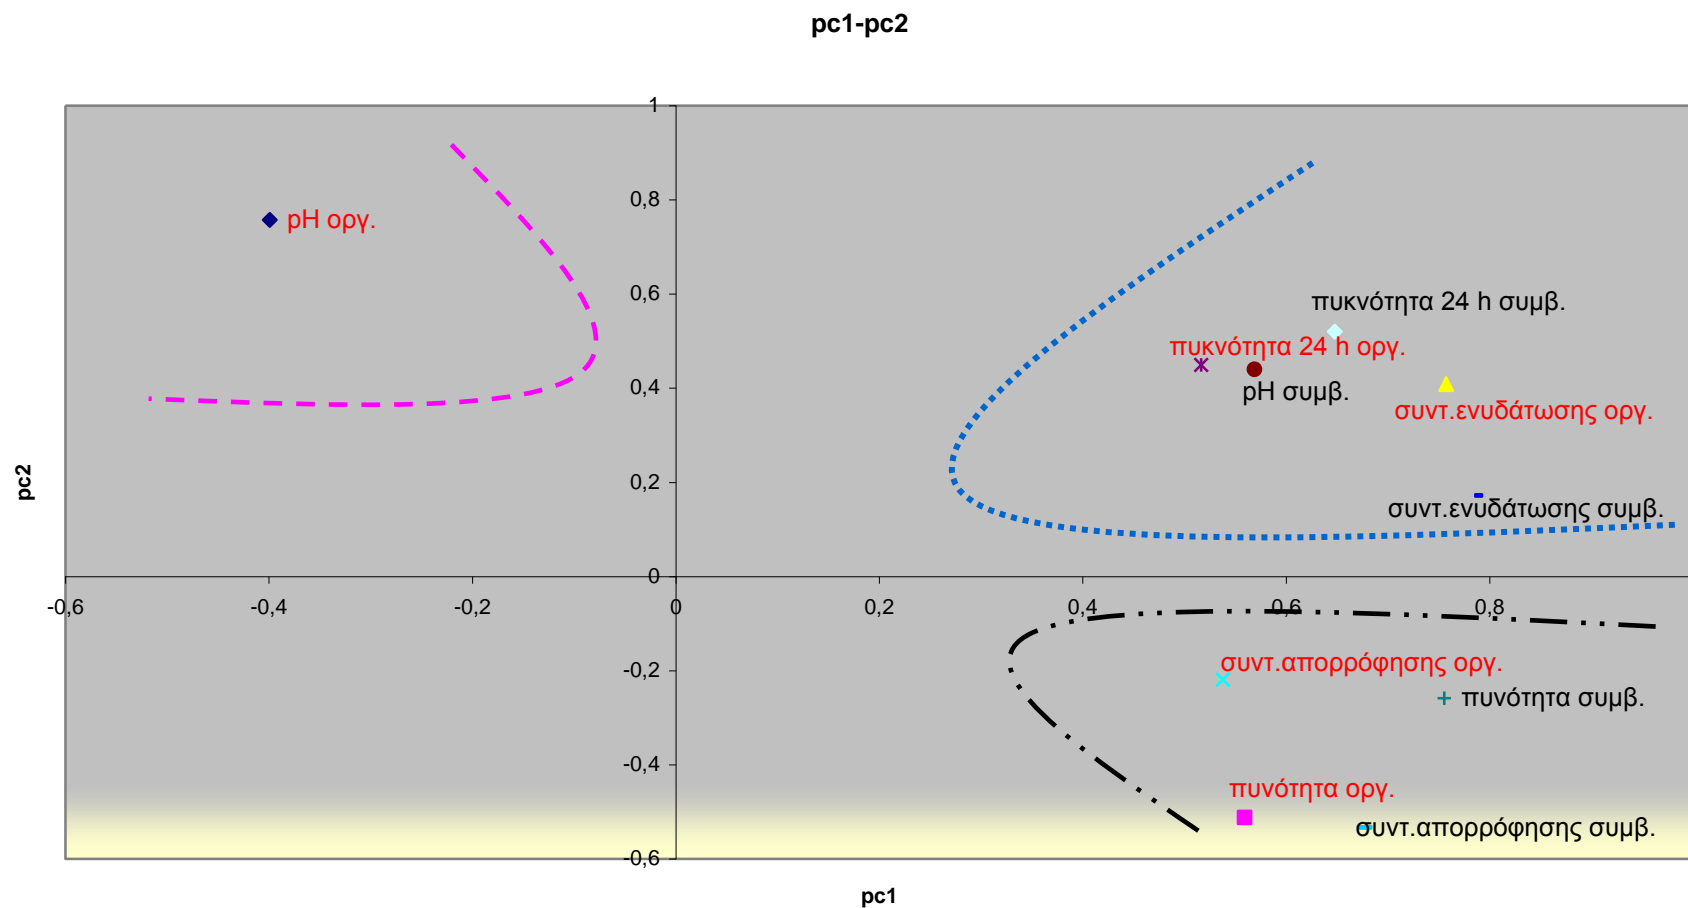 pc1-pc2
1
0,8
pH οργ.
0,6
πυκνότητα 24 h συμβ.
πυκνότητα 24 h οργ.
0,4
pH συμβ.
συντ.ενυδάτωσης οργ.
pc2
0,2
συντ.ενυδάτωσης συμβ.
0
-0,6 -0,4 -0,2 0 0,2 0,4 0,6 0,8
-0,2
συντ.απορρόφησης οργ.
πυνότητα συμβ.
-0,4
πυνότητα οργ.
συντ.απορρόφησης συμβ.
-0,6
pc1